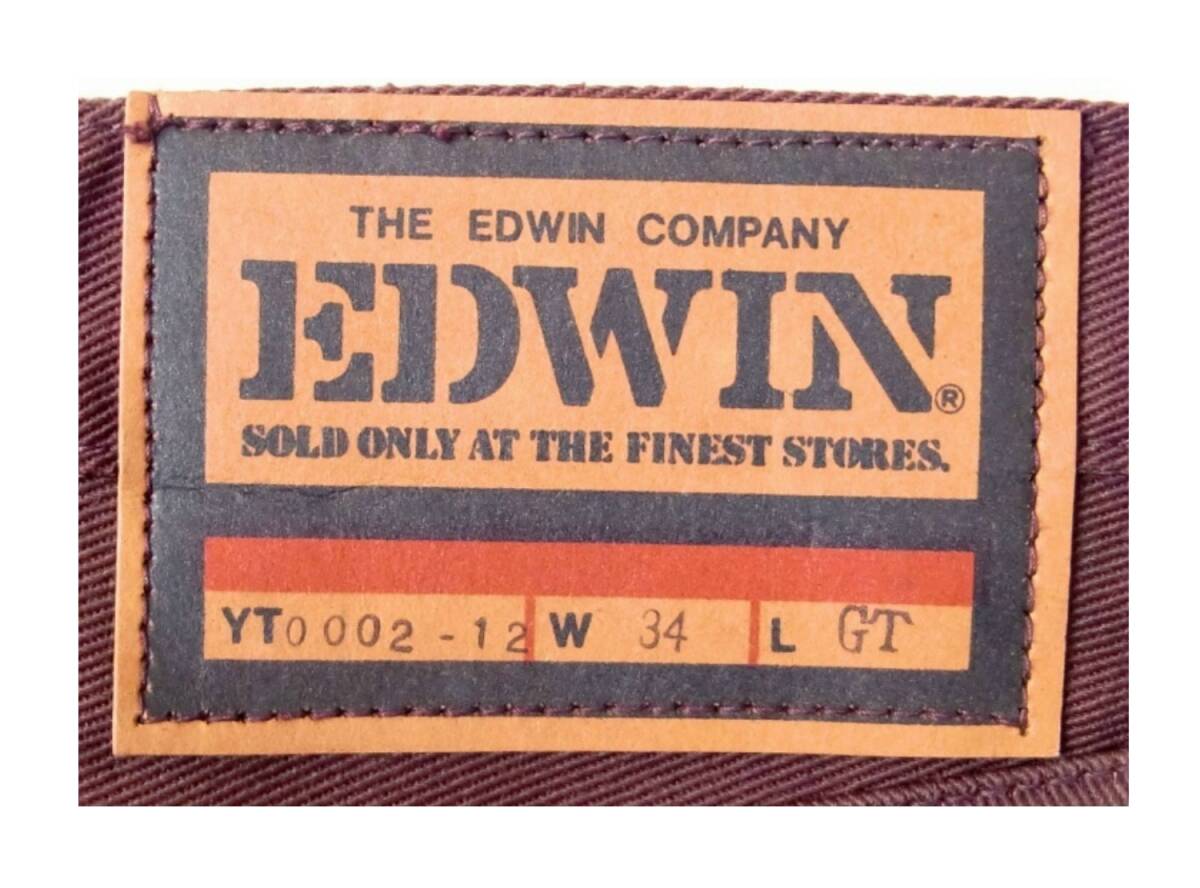 THE EDWIN COMPANY
EDWIN®
SOLD ONLY AT THE FINEST STORES.
YT0002-12 W 34 L GT